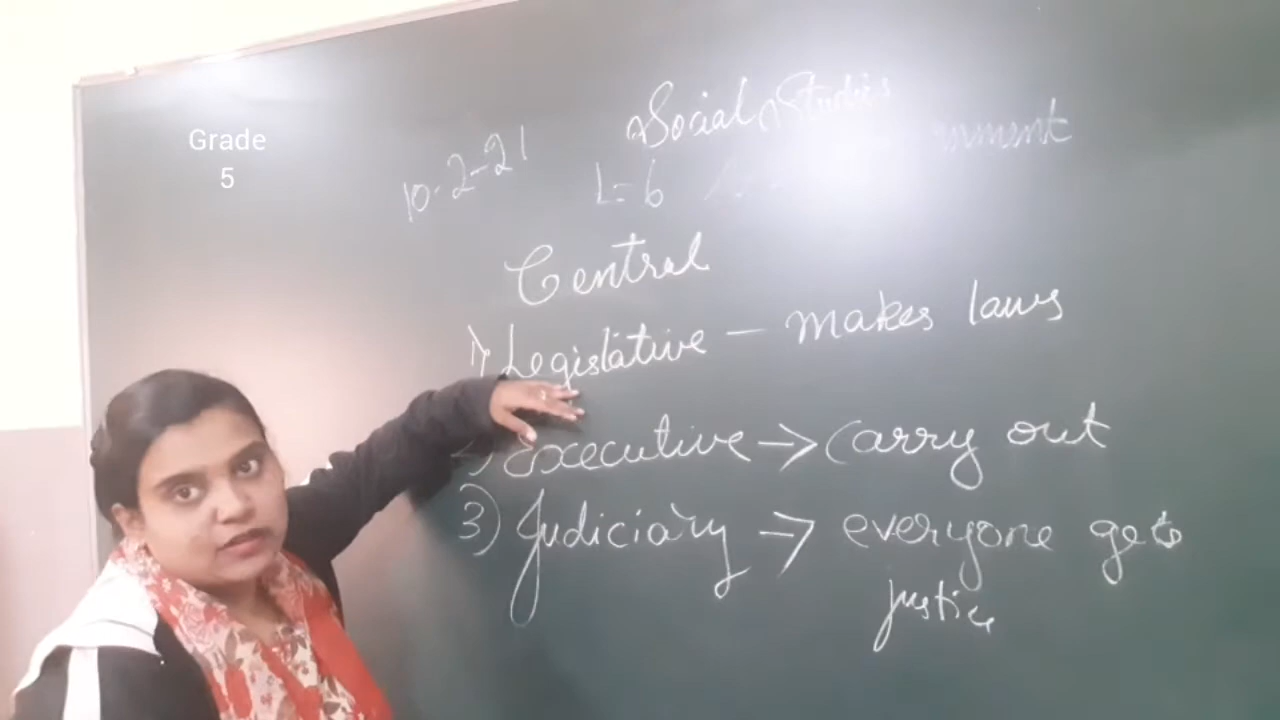 Grade
5
Social Studies
10-2-21
L=6
Central
1) Legislative — makes laws
2) Executive → Carry out
3) Judiciary → everyone gets
justice